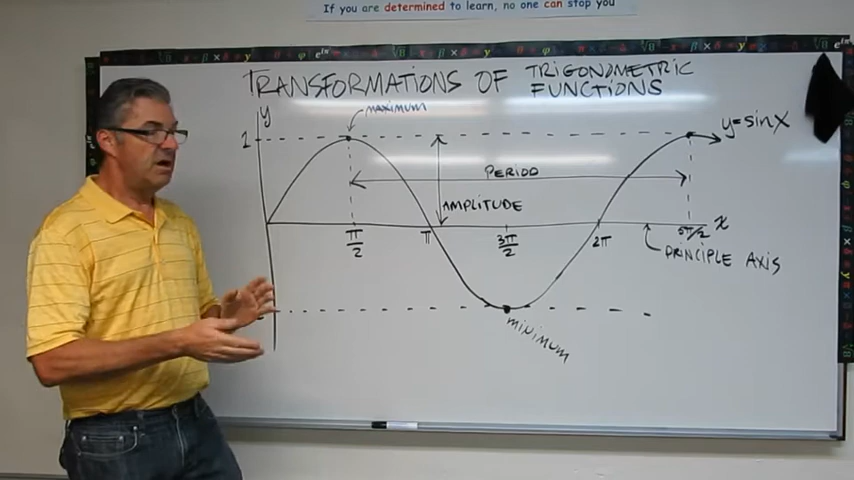 If you are determined to learn, no one can stop you
TRANSFORMATIONS OF TRIGONOMETRIC
FUNCTIONS
y
MAXIMUM
1
y=sinx
PERIOD
AMPLITUDE
x
π/2
π
3π/2
2π
5π/2
PRINCIPLE AXIS
MINIMUM